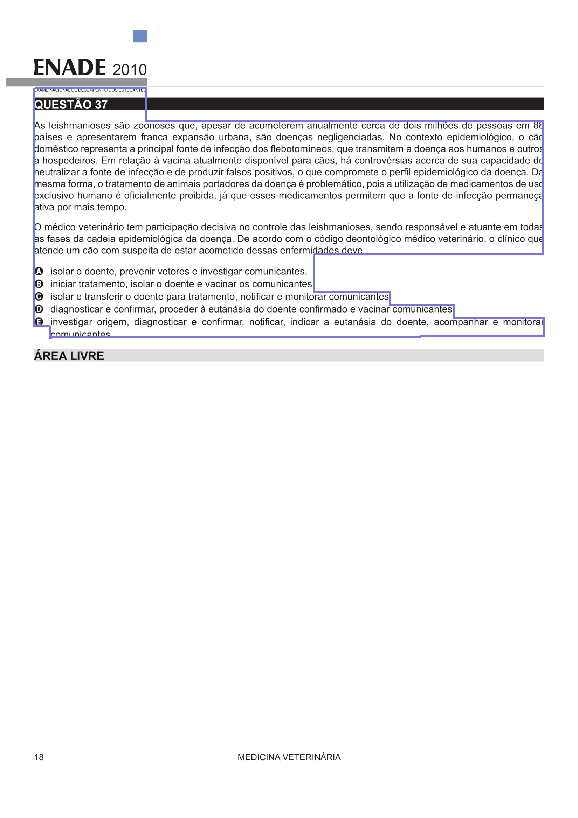 ENADE 2010
EXAME NACIONAL DE DESEMPENHO DOS ESTUDANTES
QUESTÃO 37
As leishmanioses são zoonoses que, apesar de acometerem anualmente cerca de dois milhões de pessoas em 88
países e apresentarem franca expansão urbana, são doenças negligenciadas. No contexto epidemiológico, o cão
doméstico representa a principal fonte de infecção dos flebotomíneos, que transmitem a doença aos humanos e outros
a hospedeiros. Em relação à vacina atualmente disponível para cães, há controvérsias acerca de sua capacidade de
neutralizar a fonte de infecção e de produzir falsos positivos, o que compromete o perfil epidemiológico da doença. Da
mesma forma, o tratamento de animais portadores da doença é problemático, pois a utilização de medicamentos de uso
exclusivo humano é oficialmente proibida, já que esses medicamentos permitem que a fonte de infecção permaneça
ativa por mais tempo.
O médico veterinário tem participação decisiva no controle das leishmanioses, sendo responsável e atuante em todas
as fases da cadeia epidemiológica da doença. De acordo com o código deontológico médico veterinário, o clínico que
atende um cão com suspeita de estar acometido dessas enfermidades deve
A isolar o doente, prevenir vetores e investigar comunicantes.
B iniciar tratamento, isolar o doente e vacinar os comunicantes.
C isolar e transferir o doente para tratamento, notificar e monitorar comunicantes.
D diagnosticar e confirmar, proceder à eutanásia do doente confirmado e vacinar comunicantes.
E investigar origem, diagnosticar e confirmar, notificar, indicar a eutanásia do doente, acompanhar e monitorar
comunicantes.
ÁREA LIVRE
18
MEDICINA VETERINÁRIA